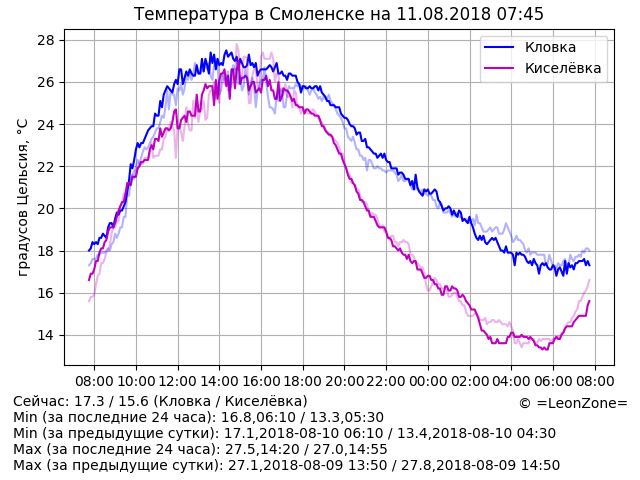 Температура в Смоленске на 11.08.2018 07:45
градусов Цельсия, °C
28
26
24
22
20
18
16
14
Кловка
Киселёвка
08:00 10:00 12:00 14:00 16:00 18:00 20:00 22:00 00:00 02:00 04:00 06:00 08:00
Сейчас: 17.3 / 15.6 (Кловка / Киселёвка)
© =LeonZone=
Min (за последние 24 часа): 16.8,06:10 / 13.3,05:30
Min (за предыдущие сутки): 17.1,2018-08-10 06:10 / 13.4,2018-08-10 04:30
Max (за последние 24 часа): 27.5,14:20 / 27.0,14:55
Max (за предыдущие сутки): 27.1,2018-08-09 13:50 / 27.8,2018-08-09 14:50